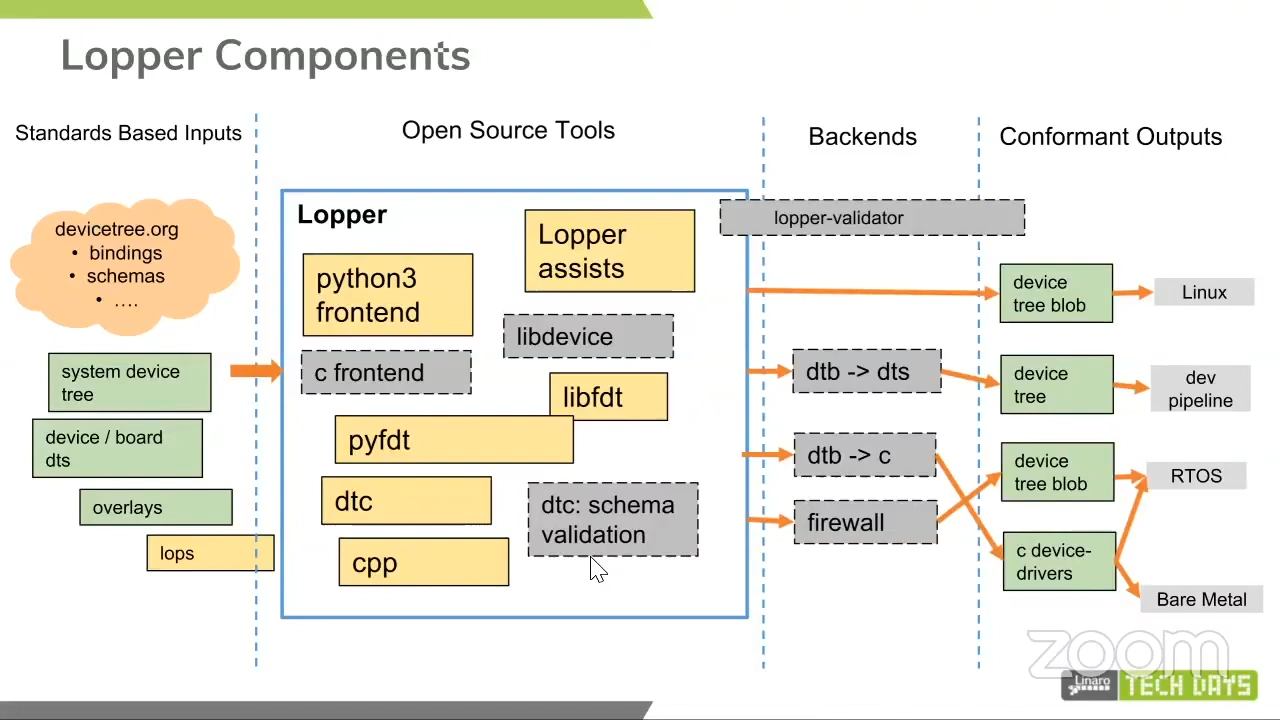 Lopper Components
Standards Based Inputs
Open Source Tools
Backends
Conformant Outputs
devicetree.org
• bindings
• schemas
• ....
system device
tree
device / board
dts
overlays
lops
Lopper
python3
frontend
Lopper
assists
c frontend
libdevice
libfdt
pyfdt
dtc
dtc: schema
validation
cpp
lopper-validator
dtb -> dts
dtb -> c
firewall
device
tree blob
Linux
device
tree
dev
pipeline
device
tree blob
RTOS
c device-
drivers
Bare Metal
zoom
Linaro
TECH DAYS